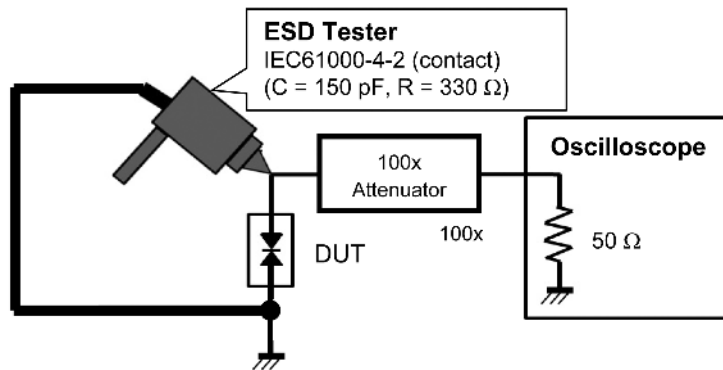 ESD Tester
IEC61000-4-2 (contact)
(C = 150 pF, R = 330 Ω)
Oscilloscope
100x
Attenuator
100x
50 Ω
DUT